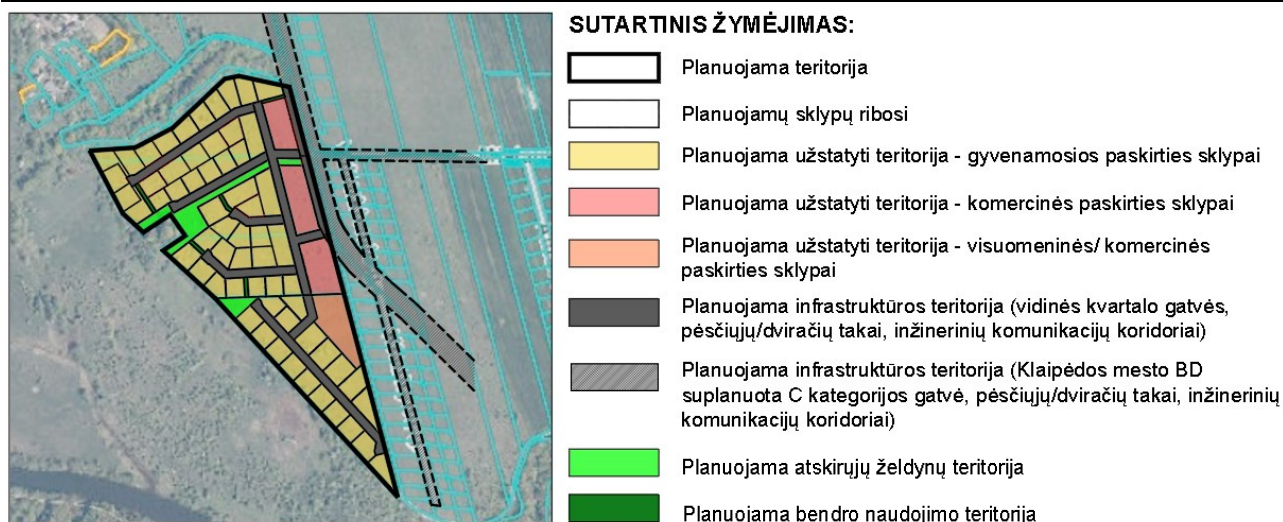 SUTARTINIS ŽYMĖJIMAS:
Planuojama teritorija
Planuojamų sklypų ribosi
Planuojama užstatyti teritorija - gyvenamosios paskirties sklypai
Planuojama užstatyti teritorija - komercinės paskirties sklypai
Planuojama užstatyti teritorija - visuomeninės/ komercinės
paskirties sklypai
Planuojama infrastruktūros teritorija (vidinės kvartalo gatvės,
pėsčiųjų/dviračių takai, inžinerinių komunikacijų koridoriai)
Planuojama infrastruktūros teritorija (Klaipėdos mesto BD
suplanuota C kategorijos gatvė, pėsčiųjų/dviračių takai, inžinerinių
komunikacijų koridoriai)
Planuojama atskirųjų želdynų teritorija
Planuojama bendro naudojimo teritorija